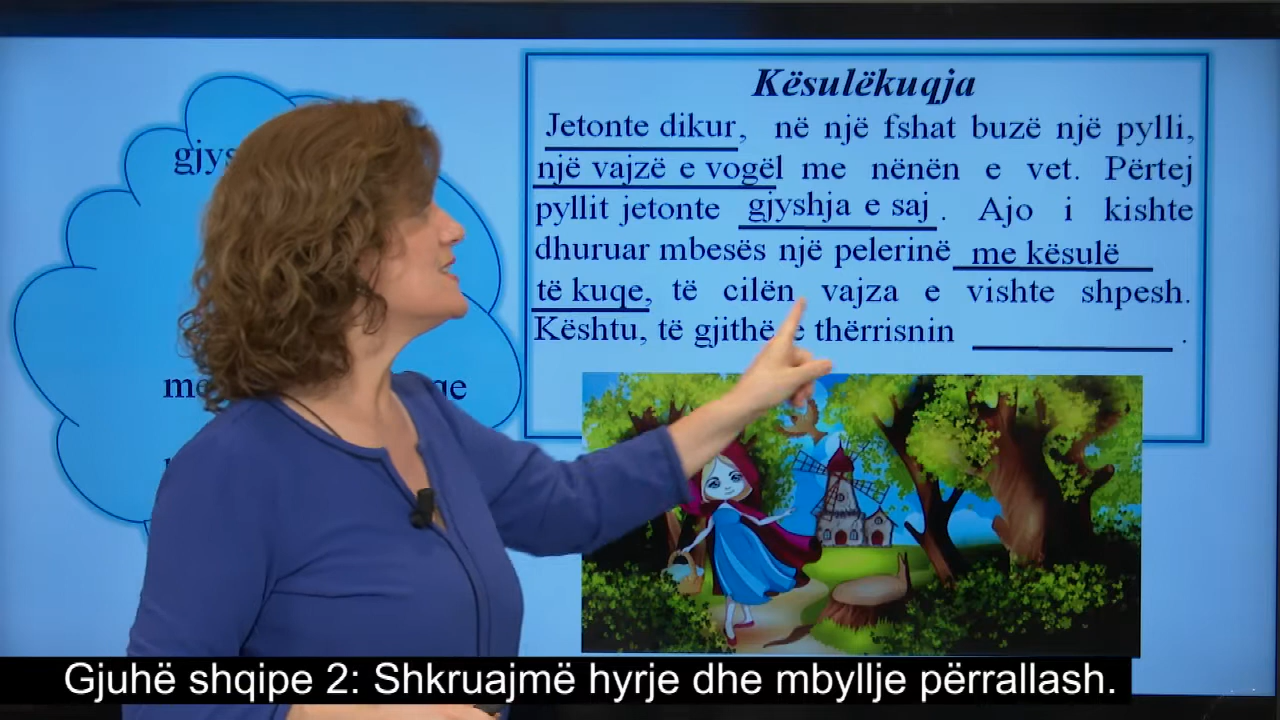 Kësulëkuqja
Jetonte dikur, në një fshat buzë një pylli,
një vajzë e vogël me nënën e vet. Përtej
pyllit jetonte gjyshja e saj . Ajo i kishte
dhuruar mbesës një pelerinë me kësulë
të kuqe, të cilën vajza e vishte shpesh.
Kështu, të gjithë e thërrisnin .
Gjuhë shqipe 2: Shkruajmë hyrje dhe mbyllje përrallash.